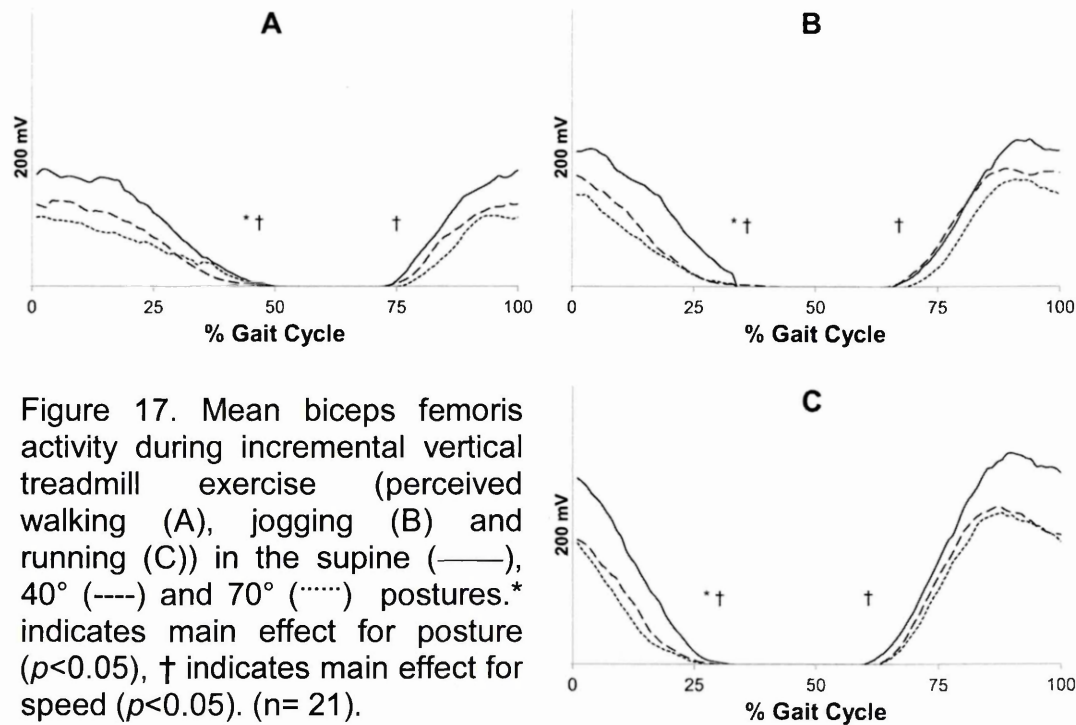 A
200 mV
0
25
50
75
100
* †
†
% Gait Cycle
B
200 mV
0
25
50
75
100
* †
†
% Gait Cycle
C
200 mV
0
25
50
75
100
* †
†
% Gait Cycle
Figure 17. Mean biceps femoris
activity during incremental vertical
treadmill exercise (perceived
walking (A), jogging (B) and
running (C)) in the supine (——),
40° (----) and 70° (······) postures.*
indicates main effect for posture
(p<0.05), † indicates main effect for
speed (p<0.05). (n= 21).